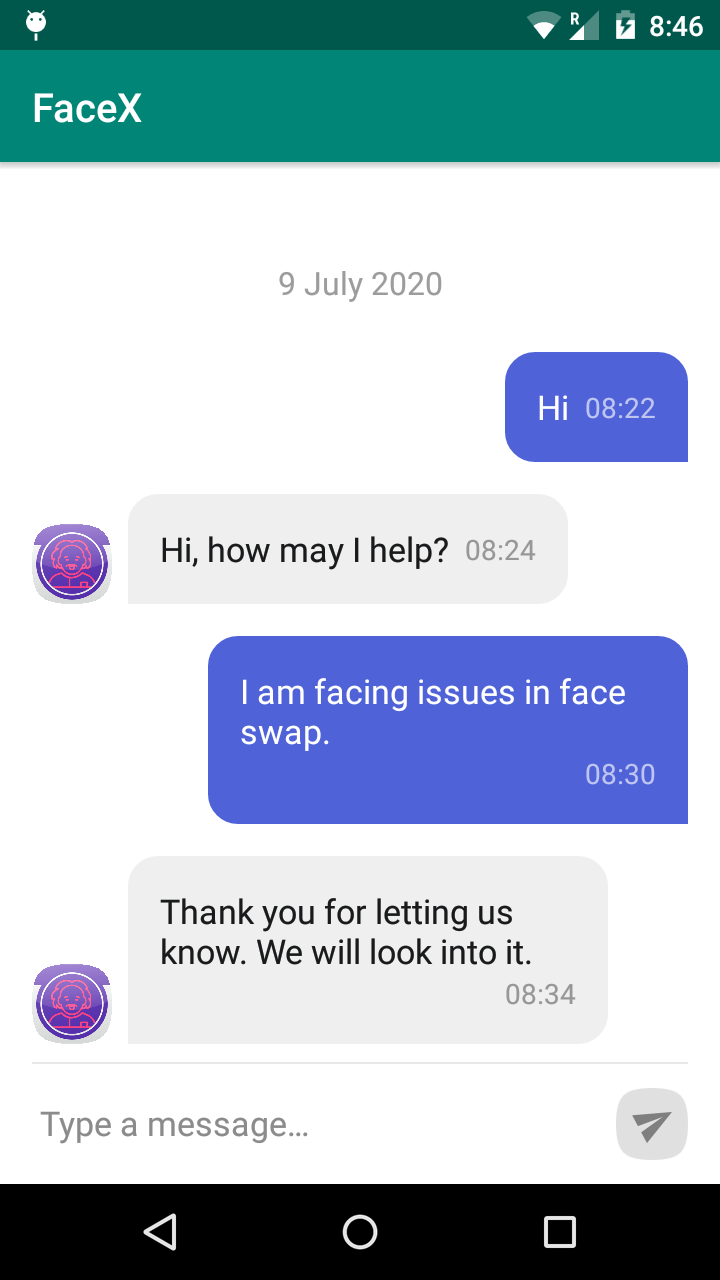 R 8:46
FaceX
9 July 2020
Hi 08:22
Hi, how may I help? 08:24
I am facing issues in face
swap.
08:30
Thank you for letting us
know. We will look into it.
08:34
Type a message…